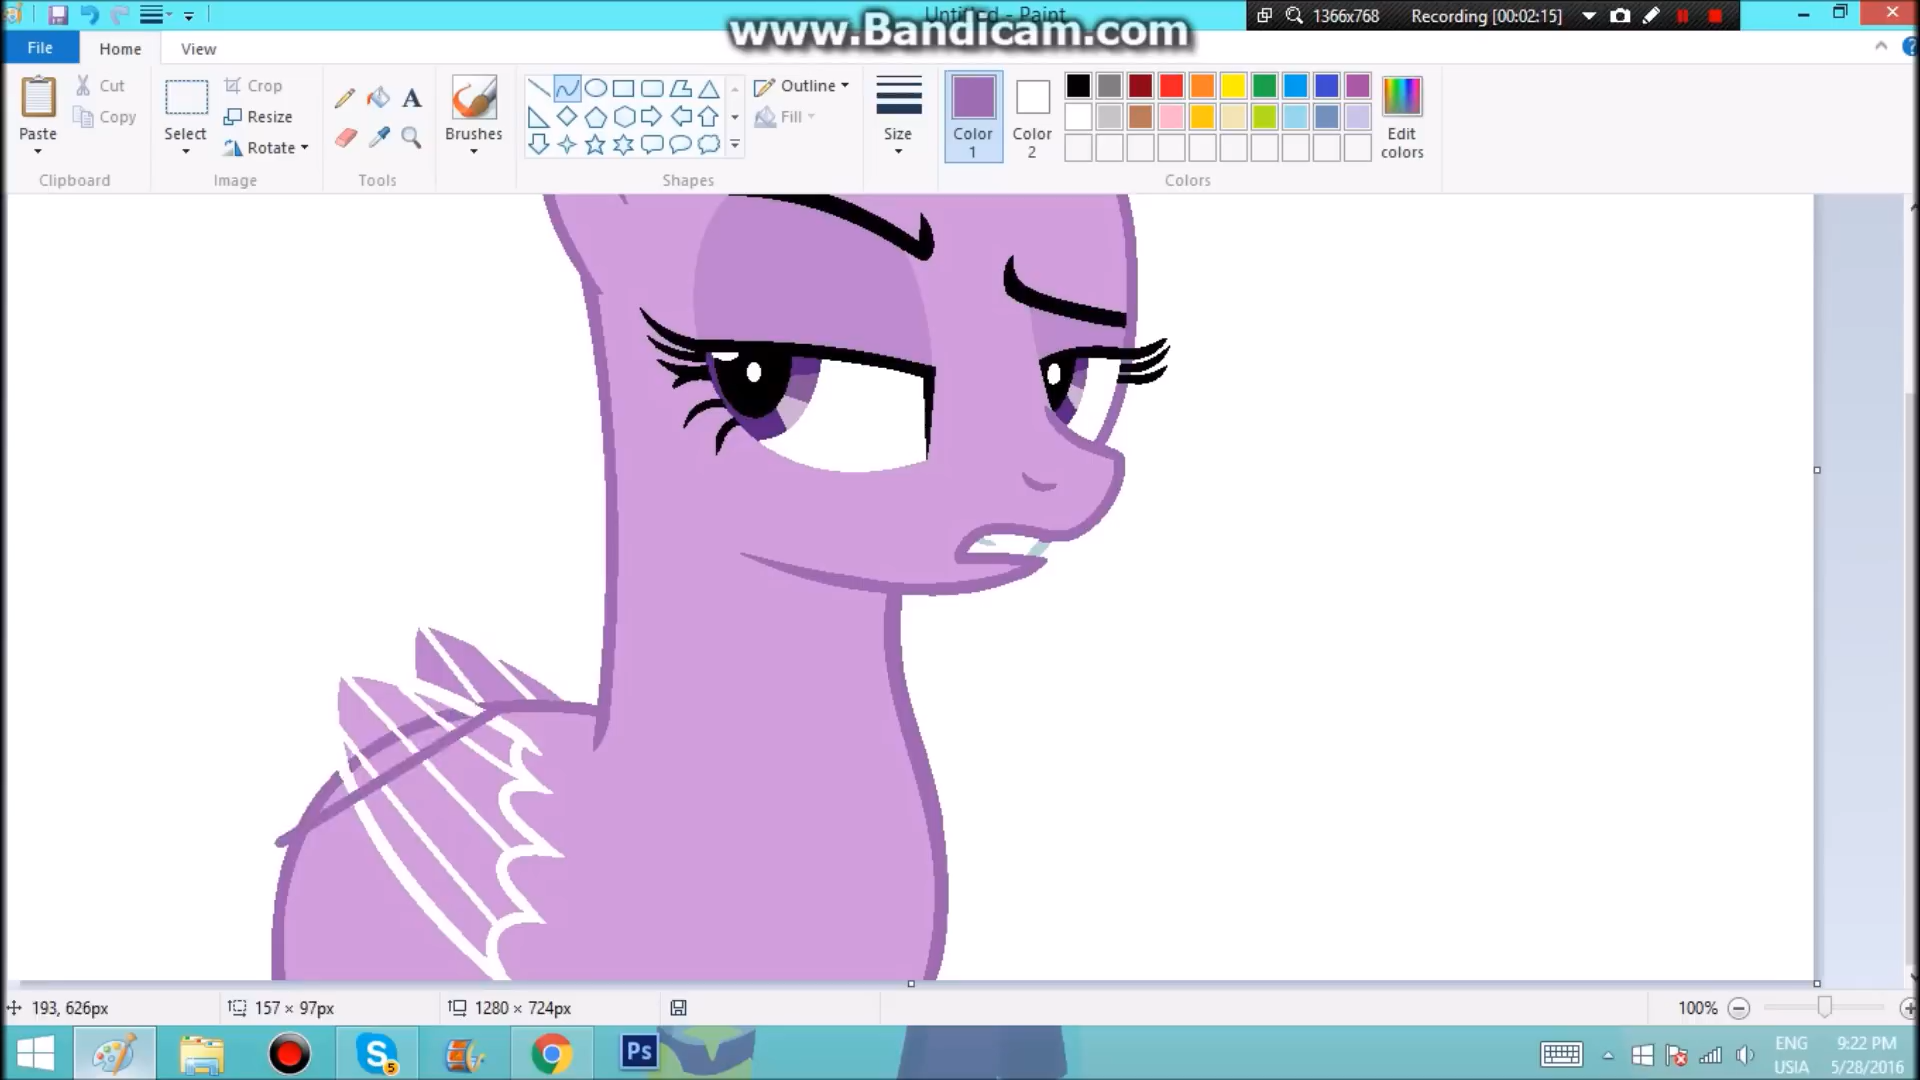 Untitled - Paint
www.Bandicam.com
1366x768 Recording [00:02:15]
File Home View
Paste
Cut
Copy
Clipboard
Select
Crop
Resize
Rotate
Image
A
Tools
Brushes
Outline
Fill
Shapes
Size
Color 1
Color 2
Edit colors
Colors
193, 626px
157 × 97px
1280 × 724px
100%
S 5
Ps
ENG
USIA
9:22 PM
5/28/2016